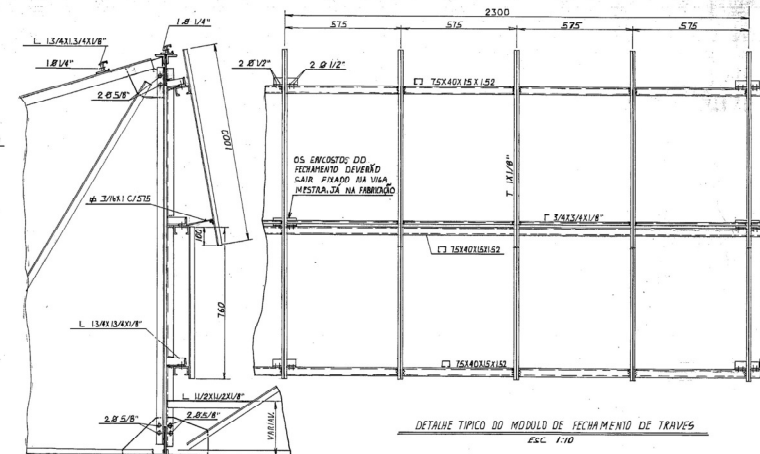 1 Ø 1/4"
L 1.3/4X1.3/4X1/8"
1 Ø 1/4"
2 Ø 5/8"
2300
575
575
575
575
2 Ø 1/2"
2 Ø 1/2"
75X40X15X1.52
1000
OS ENCOSTOS DO
FECHAMENTO DEVERÃO
SAIR FIXADO NA VIGA
MESTRA, JÁ NA FABRICAÇÃO
T 1X1/8"
Ø 3/16X1 C/575
3/4X3/4X1/8"
100
75X40X15X1.52
760
L 13/4X13/4X1/8"
75X40X15X1.52
L 11/2X11/2X1/8"
2 Ø 5/8"
2 Ø 5/8"
VARIAV.
DETALHE TIPICO DO MODULO DE FECHAMENTO DE TRAVES
ESC. 1:10